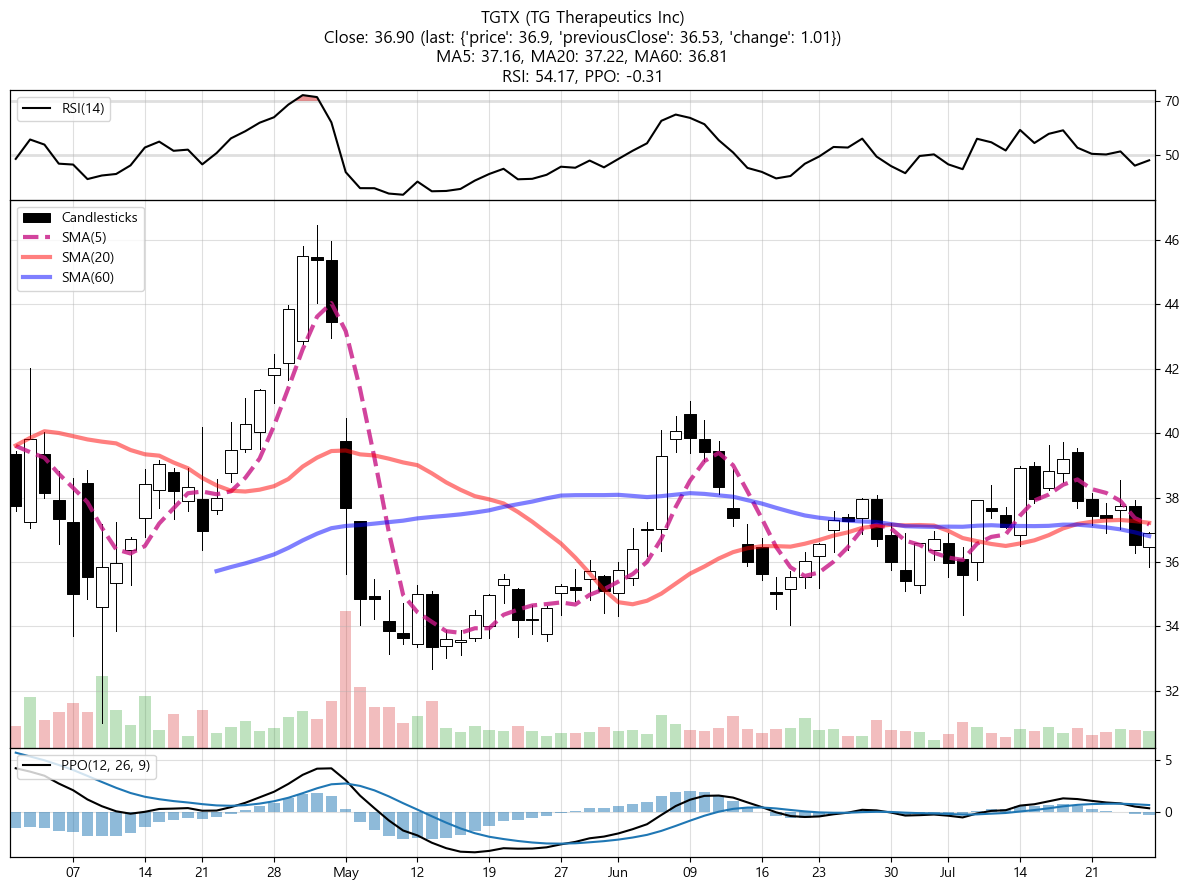 TGTX (TG Therapeutics Inc)
Close: 36.90 (last: {'price': 36.9, 'previousClose': 36.53, 'change': 1.01})
MA5: 37.16, MA20: 37.22, MA60: 36.81
RSI: 54.17, PPO: -0.31
RSI(14)
70
50
Candlesticks
SMA(5)
SMA(20)
SMA(60)
46
44
42
40
38
36
34
32
PPO(12, 26, 9)
5
0
07 14 21 28 May 12 19 27 Jun 09 16 23 30 Jul 14 21